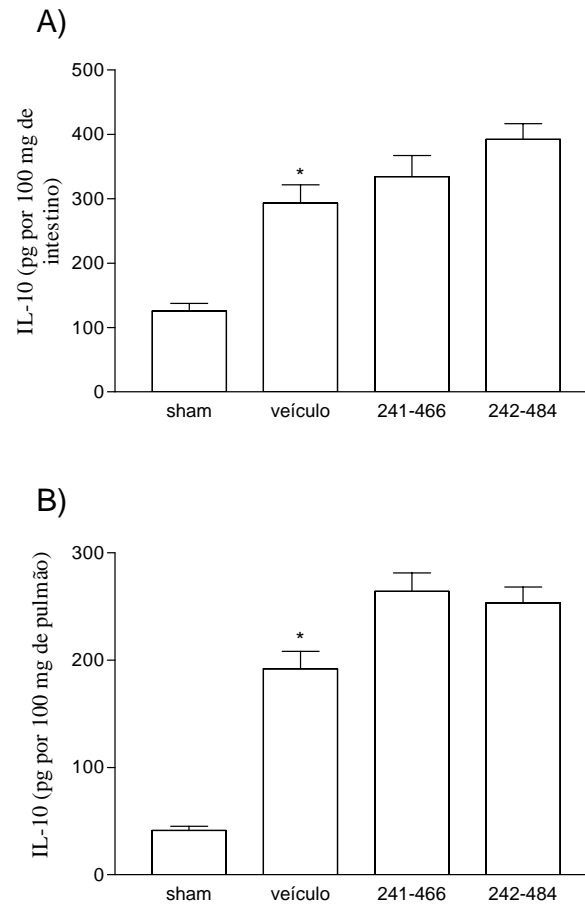 A)
IL-10 (pg por 100 mg de
intestino)
500
400
300
200
100
0
*
sham veículo 241-466 242-484
B)
IL-10 (pg por 100 mg de pulmão)
300
200
100
0
*
sham veículo 241-466 242-484